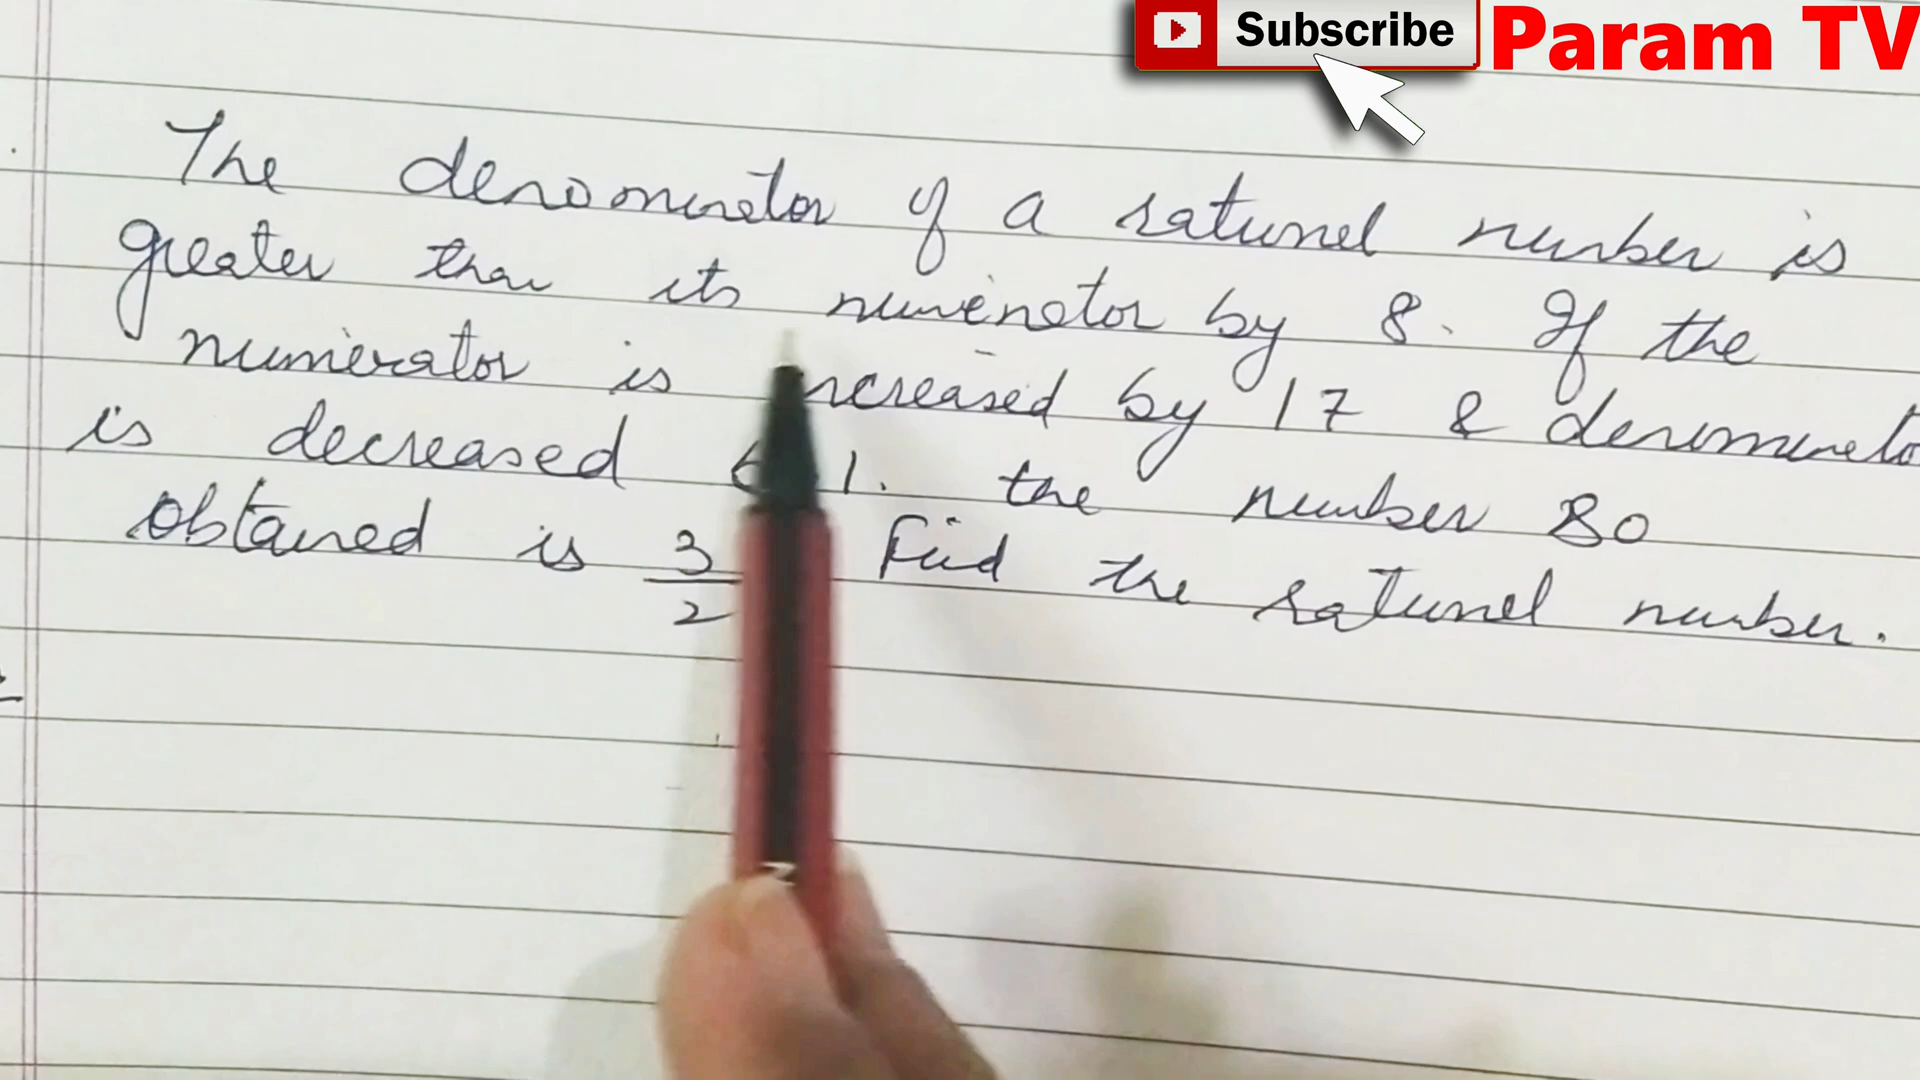 Subscribe Param TV
The denominator of a rational number is
greater than its numerator by 8. If the
numerator is increased by 17 & denominato
is decreased 1. the number so
obtained is 3/2 Find the rational number.